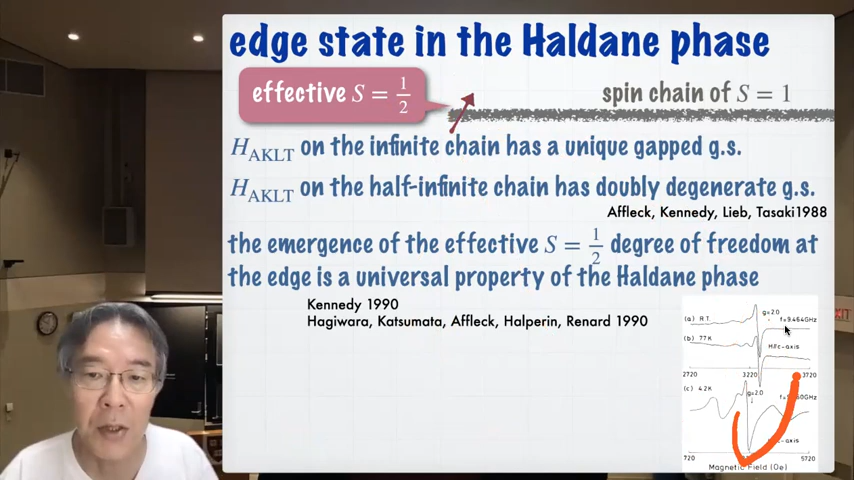 edge state in the Haldane phase
effective S = 1/2
spin chain of S = 1
H_AKLT on the infinite chain has a unique gapped g.s.
H_AKLT on the half-infinite chain has doubly degenerate g.s.
Affleck, Kennedy, Lieb, Tasaki1988
the emergence of the effective S = 1/2 degree of freedom at
the edge is a universal property of the Haldane phase
Kennedy 1990
Hagiwara, Katsumata, Affleck, Halperin, Renard 1990
g=2.0
(a) R.T.
f=9.464GHz
(b) 77K
H//c-axis
2720 3220 3720
(c) 4.2K
g=2.0
720 5720
Magnetic Field (Oe)